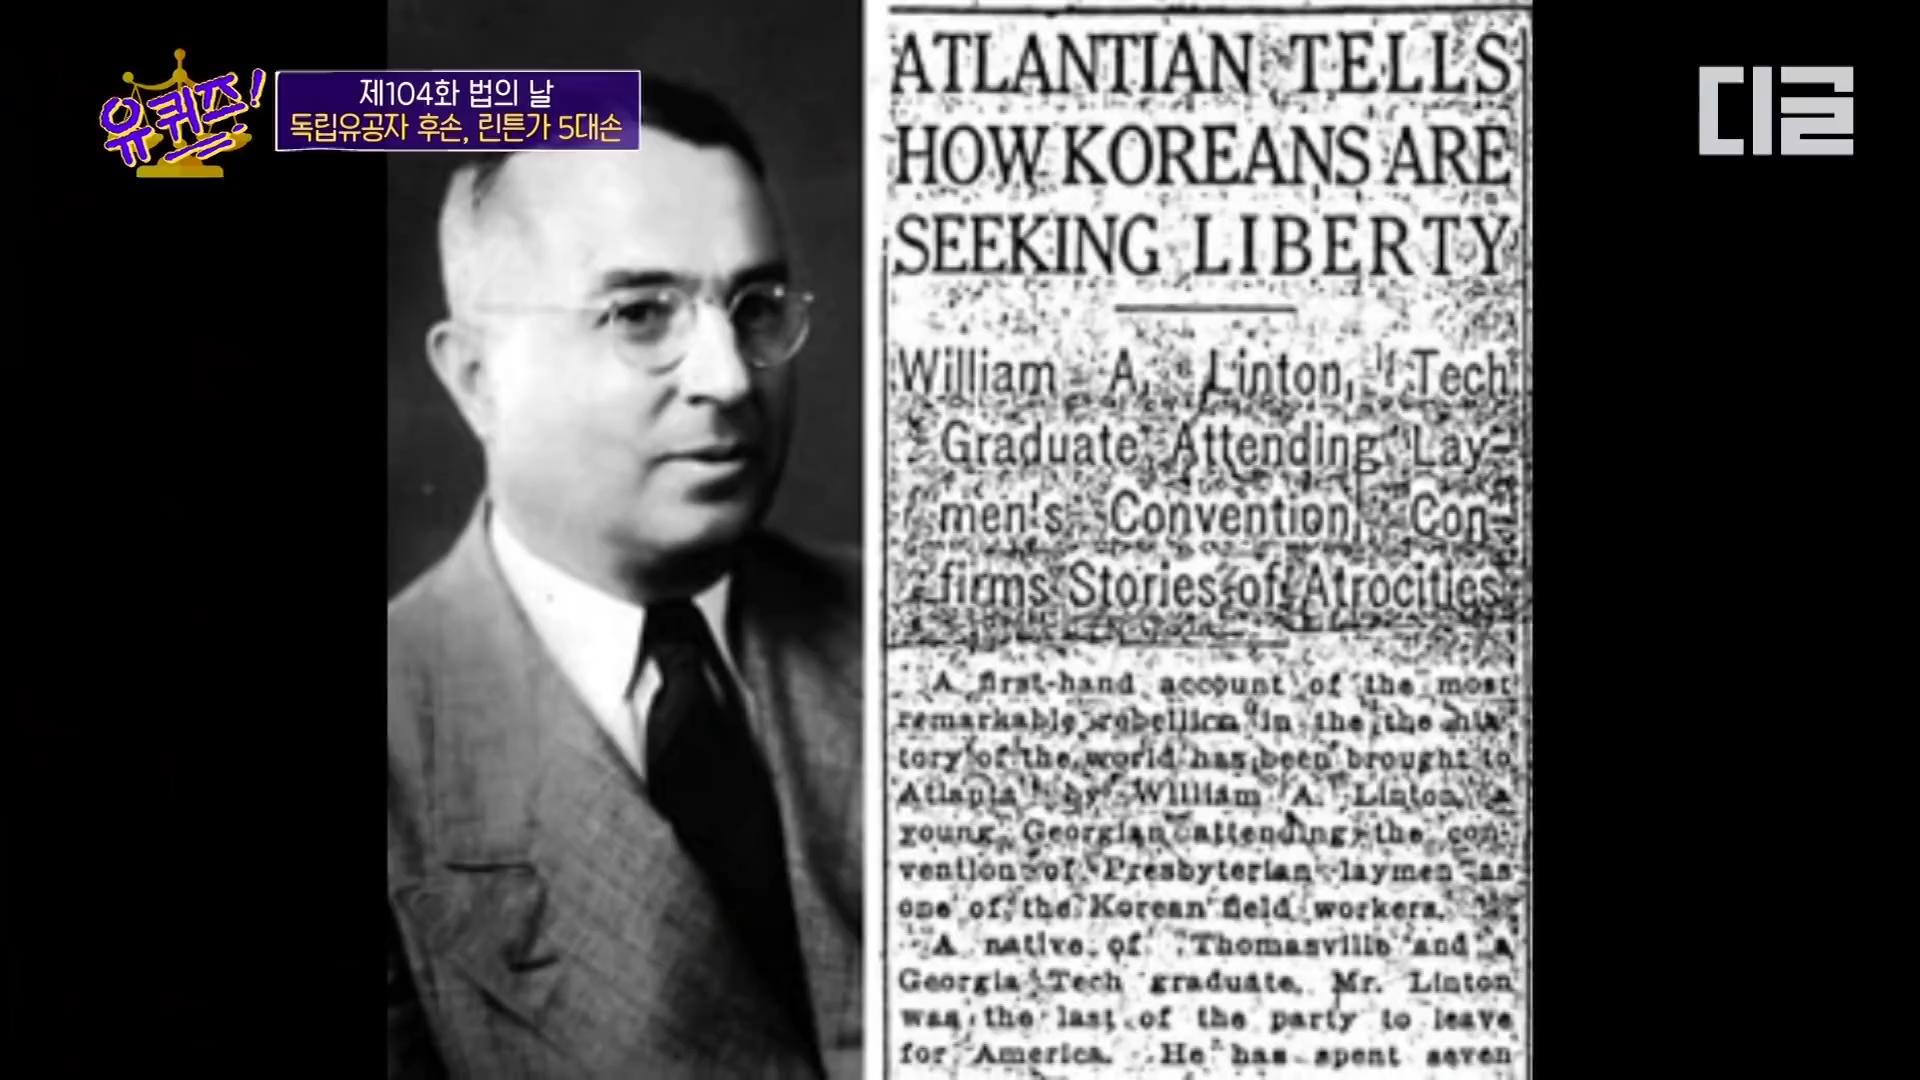 유퀴즈!
제104화 법의 날
독립유공자 후손, 린튼가 5대손
디글
ATLANTIAN TELLS
HOW KOREANS ARE
SEEKING LIBERTY
William A. Linton, Tech
Graduate Attending Lay-
men's Convention, Con-
firms Stories of Atrocities
A first-hand account of the most
remarkable rebellion in the the his-
tory of the world has been brought to
Atlanta by William A. Linton, a
young Georgian attending the con-
vention of Presbyterian laymen as
one of the Korean field workers.
A native of Thomasville and a
Georgia Tech graduate, Mr. Linton
was the last of the party to leave
for America. He has spent seven